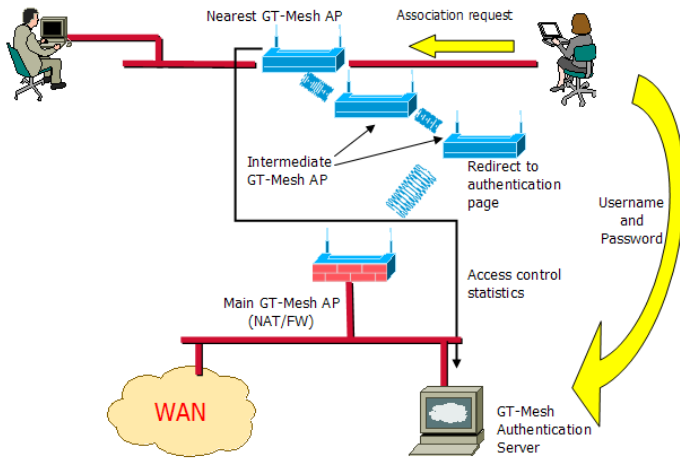 Nearest GT-Mesh AP
Association request
Intermediate
GT-Mesh AP
Redirect to
authentication
page
Username
and
Password
Access control
statistics
Main GT-Mesh AP
(NAT/FW)
WAN
GT-Mesh
Authentication
Server